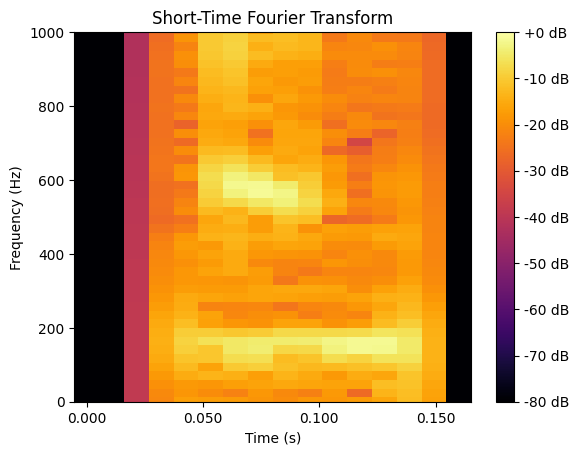 Short-Time Fourier Transform
1000
800
600
400
200
0
Frequency (Hz)
0.000
0.050
0.100
0.150
Time (s)
+0 dB
-10 dB
-20 dB
-30 dB
-40 dB
-50 dB
-60 dB
-70 dB
-80 dB